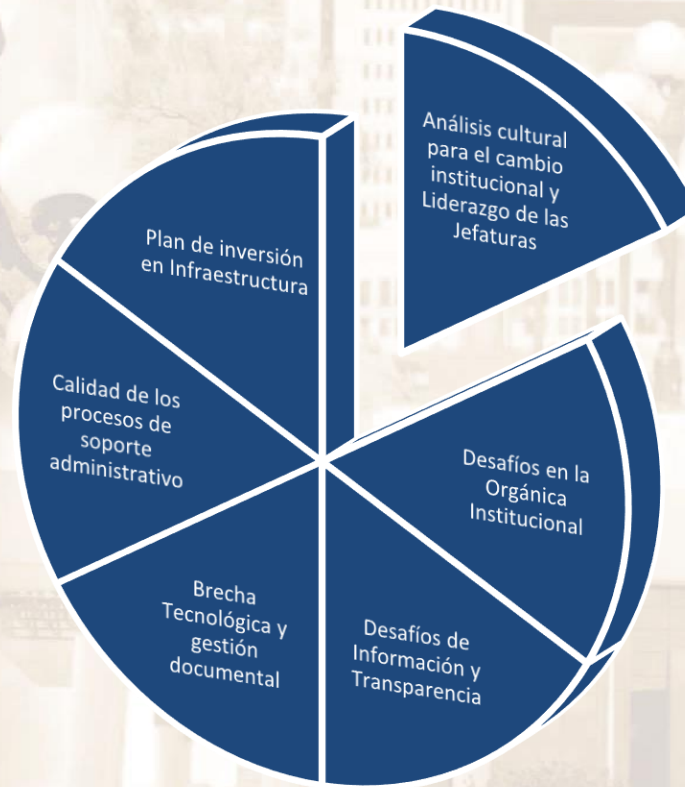 Análisis cultural
para el cambio
institucional y
Liderazgo de las
Jefaturas
Desafíos en la
Orgánica
Institucional
Desafíos de
Información y
Transparencia
Brecha
Tecnológica y
gestión
documental
Calidad de los
procesos de
soporte
administrativo
Plan de inversión
en Infraestructura